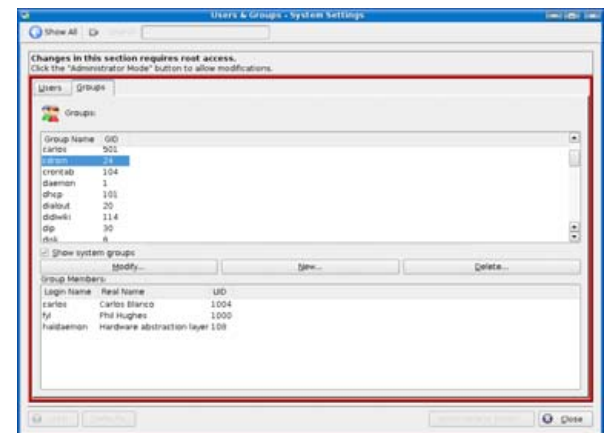 Users & Groups - System Settings
Show All
Changes in this section requires root access.
Click the "Administrator Mode" button to allow modifications.
Users Groups
Groups:
Group Name GID
carlos 501
cdrom 24
crontab 104
daemon 1
dhcp 101
dialout 20
didiwiki 114
dip 30
disk 6
Show system groups
Modify... New... Delete...
Group Members:
Login Name Real Name UID
carlos Carlos Blanco 1004
fyl Phil Hughes 1000
haldaemon Hardware abstraction layer 108
Defaults
Close